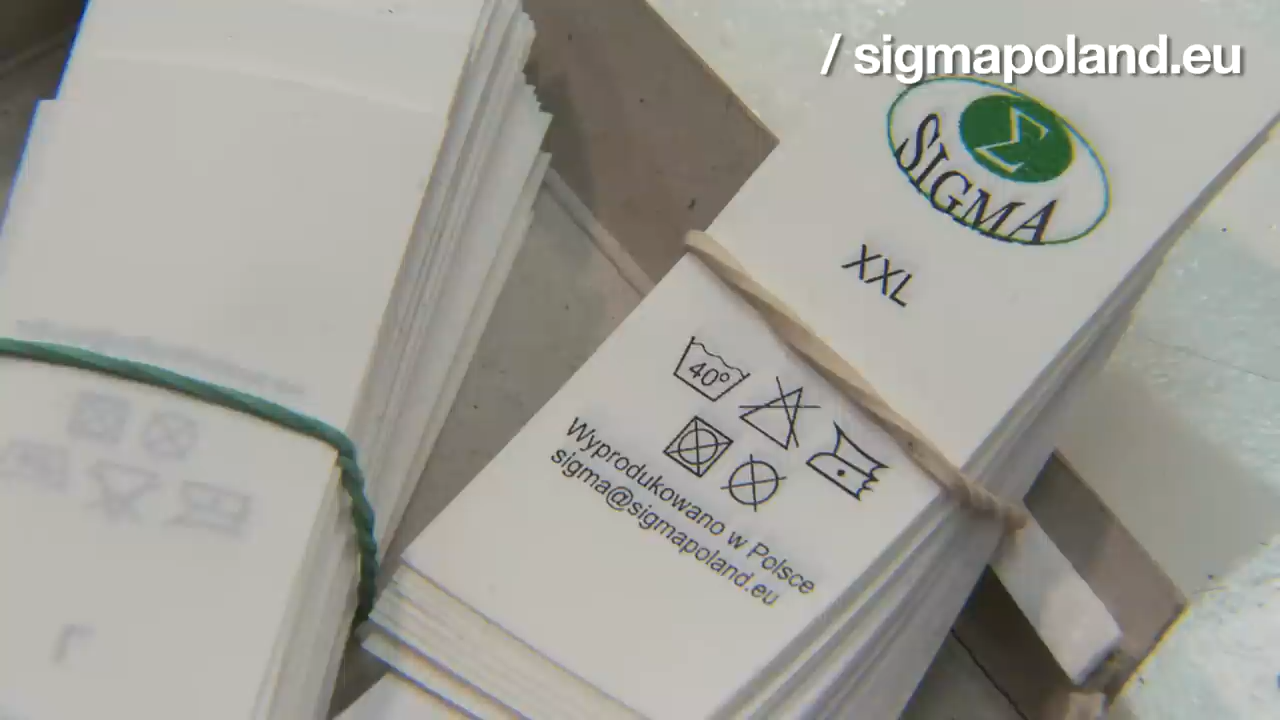 / sigmapoland.eu
Σ
SIGMA
XXL
40°
Wyprodukowano w Polsce
sigma@sigmapoland.eu